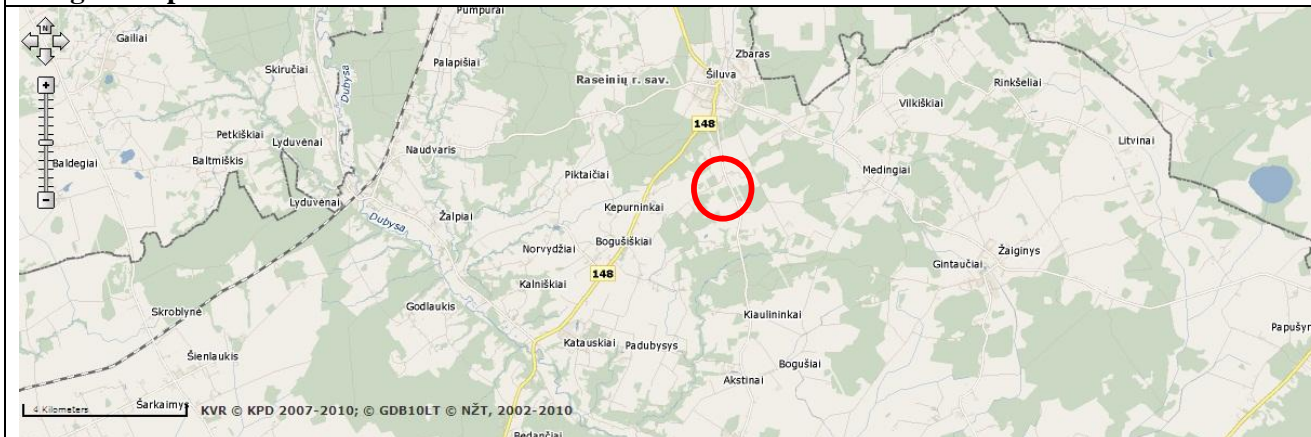 Pumpurai
N
Gailiai
Zbaras
Palapišiai
Skiručiai
Dubysa
Raseinių r. sav.
Šiluva
Rinkšeliai
Vilkiškiai
148
Petkiškiai
Lyduvėnai
Litvinai
Naudvaris
Baldegiai
Baltmiškis
Medingiai
Piktaičiai
Lyduvėnai
Kepurninkai
Dubysa
Žalpiai
Norvydžiai
Bogušiškiai
Žaiginys
Gintaučiai
148
Kalniškiai
Godlaukis
Skroblynė
Kiaulininkai
Katauskiai
Padubysys
Šienlaukis
Bogušiai
Akstinai
4 Kilometers
Šarkaimys
KVR © KPD 2007-2010; © GDB10LT © NŽT, 2002-2010